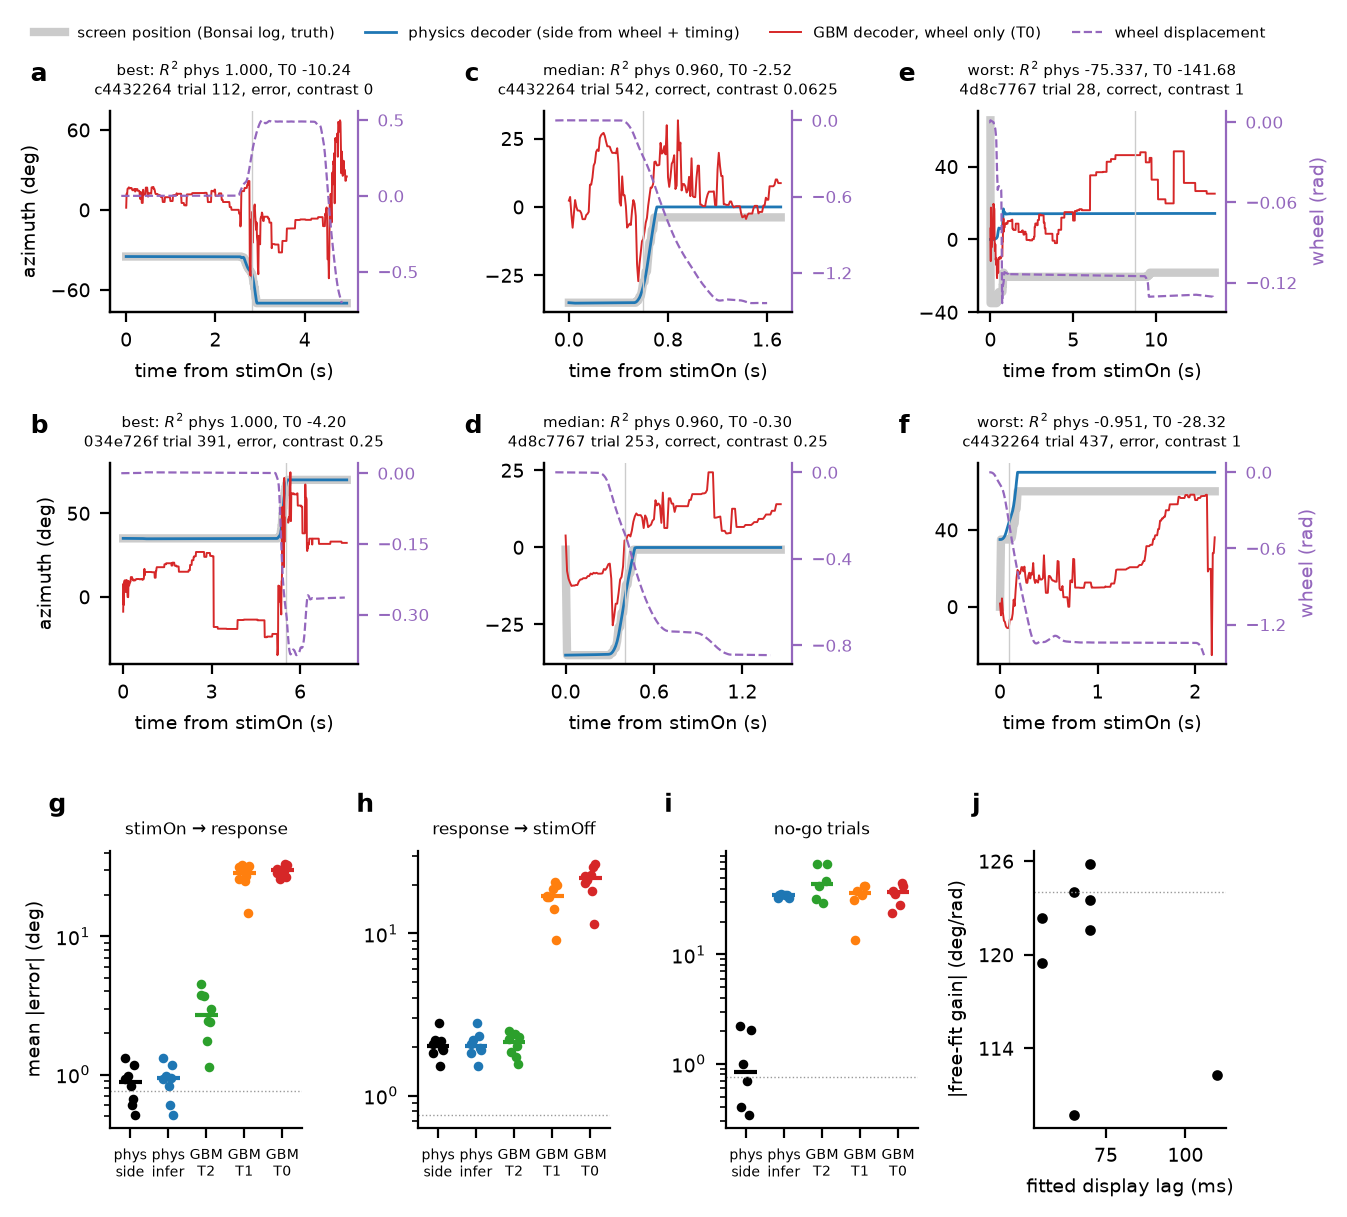 screen position (Bonsai log, truth)
physics decoder (side from wheel + timing)
GBM decoder, wheel only (T0)
wheel displacement
a
best: R² phys 1.000, T0 -10.24
c4432264 trial 112, error, contrast 0
azimuth (deg)
60
0
−60
0.5
0.0
−0.5
0
4
time from stimOn (s)
c
median: R² phys 0.960, T0 -2.52
c4432264 trial 542, correct, contrast 0.0625
25
0
−25
0.0
−0.6
−1.2
0.0
0.8
1.6
time from stimOn (s)
e
worst: R² phys -75.337, T0 -141.68
4d8c7767 trial 28, correct, contrast 1
40
0
−40
0.00
−0.06
−0.12
wheel (rad)
0
5
10
time from stimOn (s)
b
best: R² phys 1.000, T0 -4.20
034e726f trial 391, error, contrast 0.25
azimuth (deg)
50
0
0.00
−0.15
−0.30
0
3
6
time from stimOn (s)
d
median: R² phys 0.960, T0 -0.30
4d8c7767 trial 253, correct, contrast 0.25
25
0
−25
0.0
−0.4
−0.8
0.0
0.6
1.2
time from stimOn (s)
f
worst: R² phys -0.951, T0 -28.32
c4432264 trial 437, error, contrast 1
40
0
0.0
−0.6
−1.2
wheel (rad)
0
1
2
time from stimOn (s)
g
stimOn → response
mean |error| (deg)
10¹
10⁰
phys side
phys infer
GBM T2
GBM T1
GBM T0
h
response → stimOff
10¹
10⁰
phys side
phys infer
GBM T2
GBM T1
GBM T0
i
no-go trials
10¹
10⁰
phys side
phys infer
GBM T2
GBM T1
GBM T0
j
|free-fit gain| (deg/rad)
126
120
114
75
100
fitted display lag (ms)